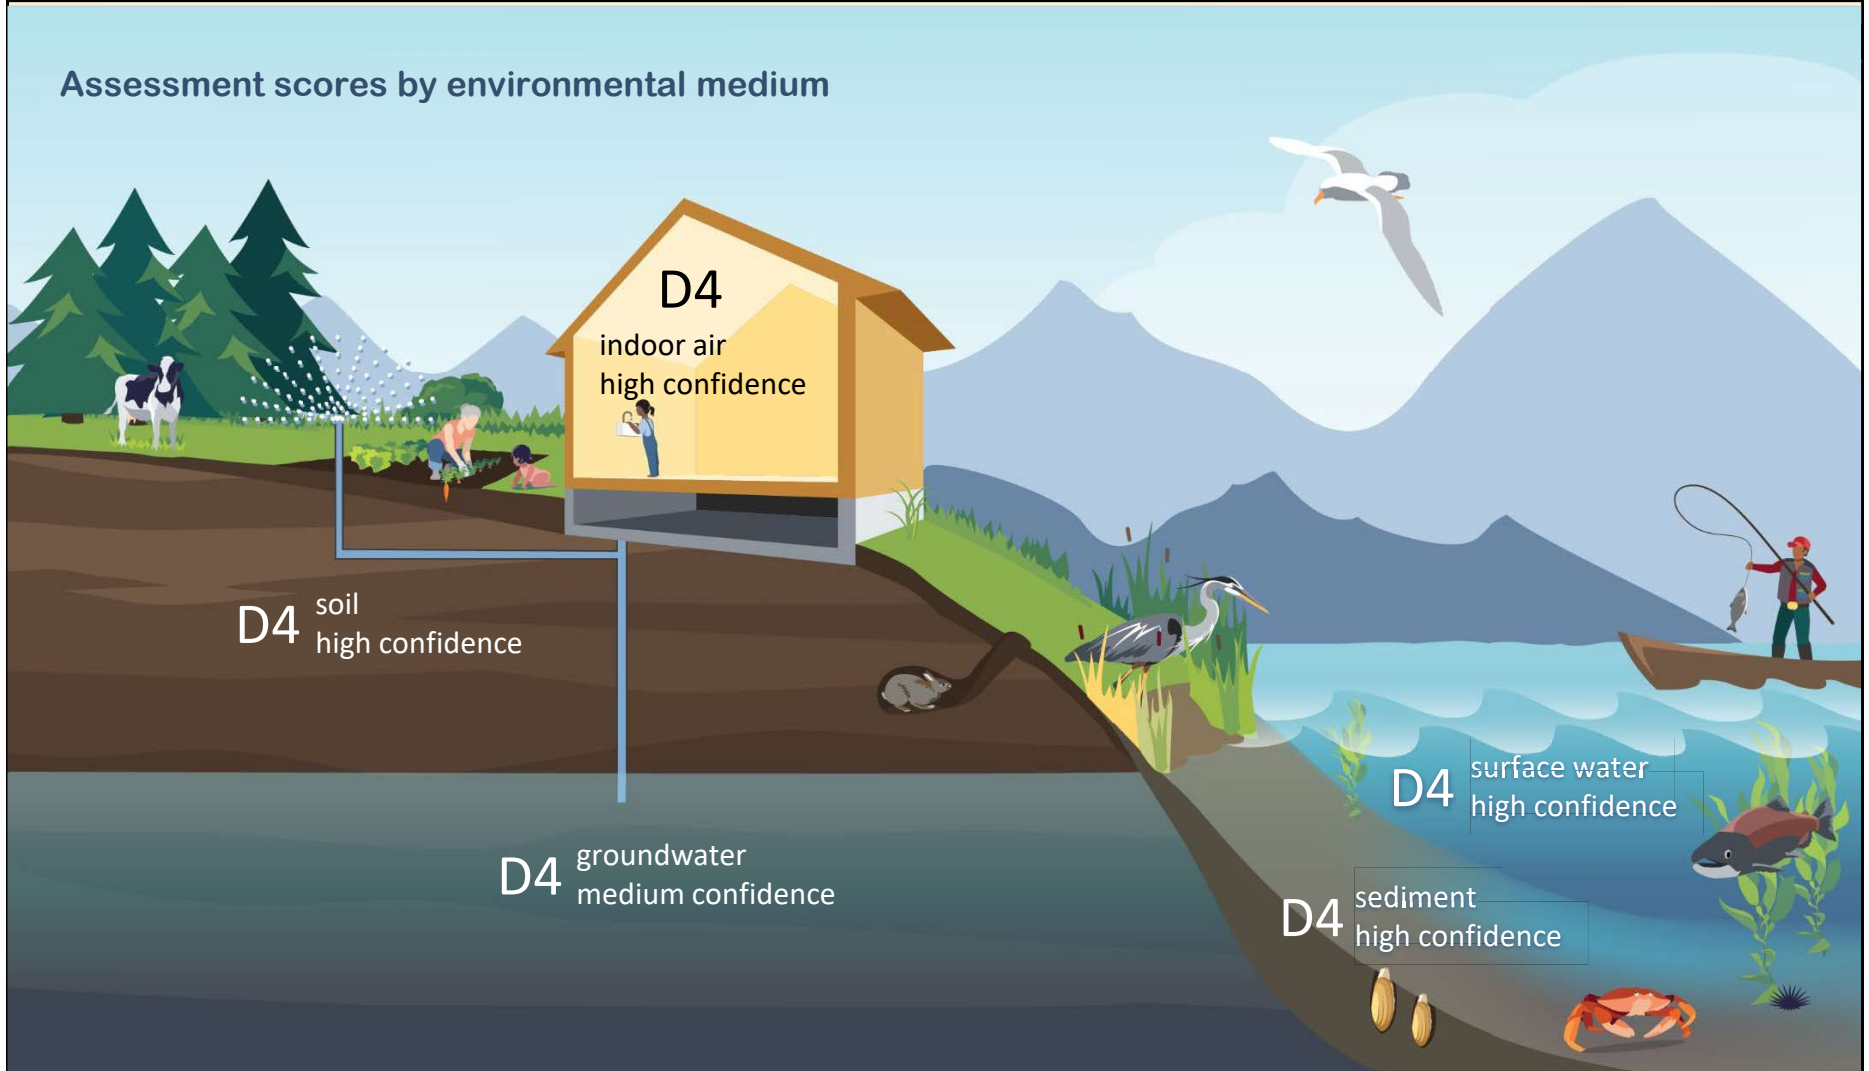 Assessment scores by environmental medium
D4
indoor air
high confidence
D4
soil
high confidence
D4
groundwater
medium confidence
D4
surface water
high confidence
D4
sediment
high confidence